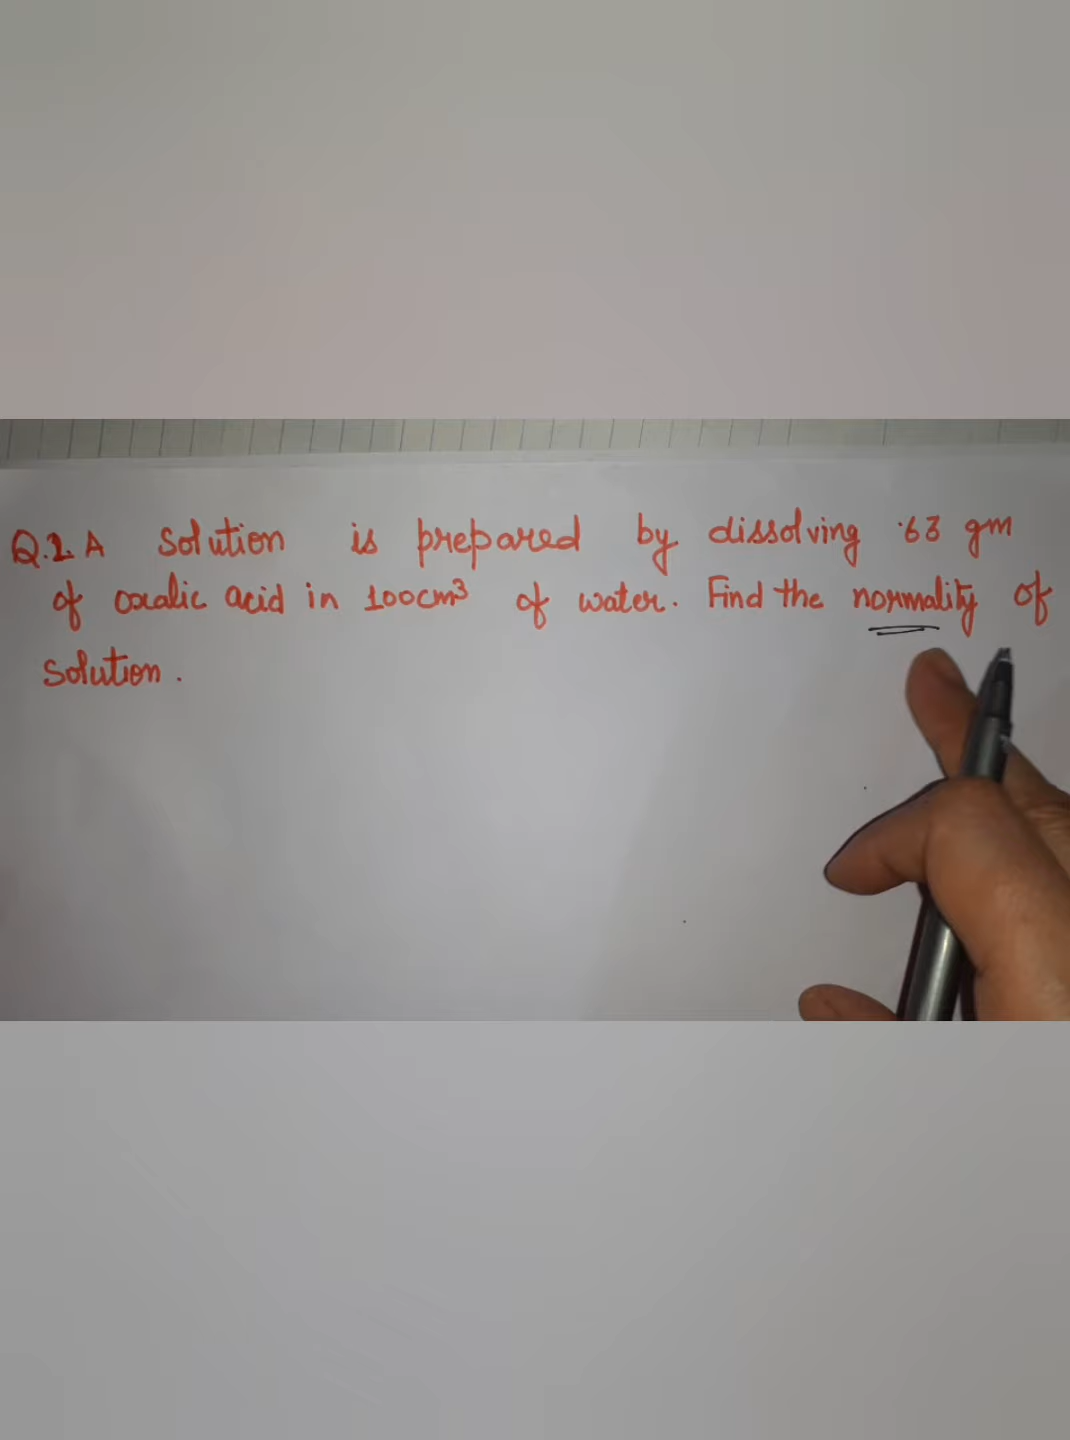 Q.1. A solution is prepared by dissolving .63 gm
of oxalic acid in 100cm³ of water. Find the normality of
solution.